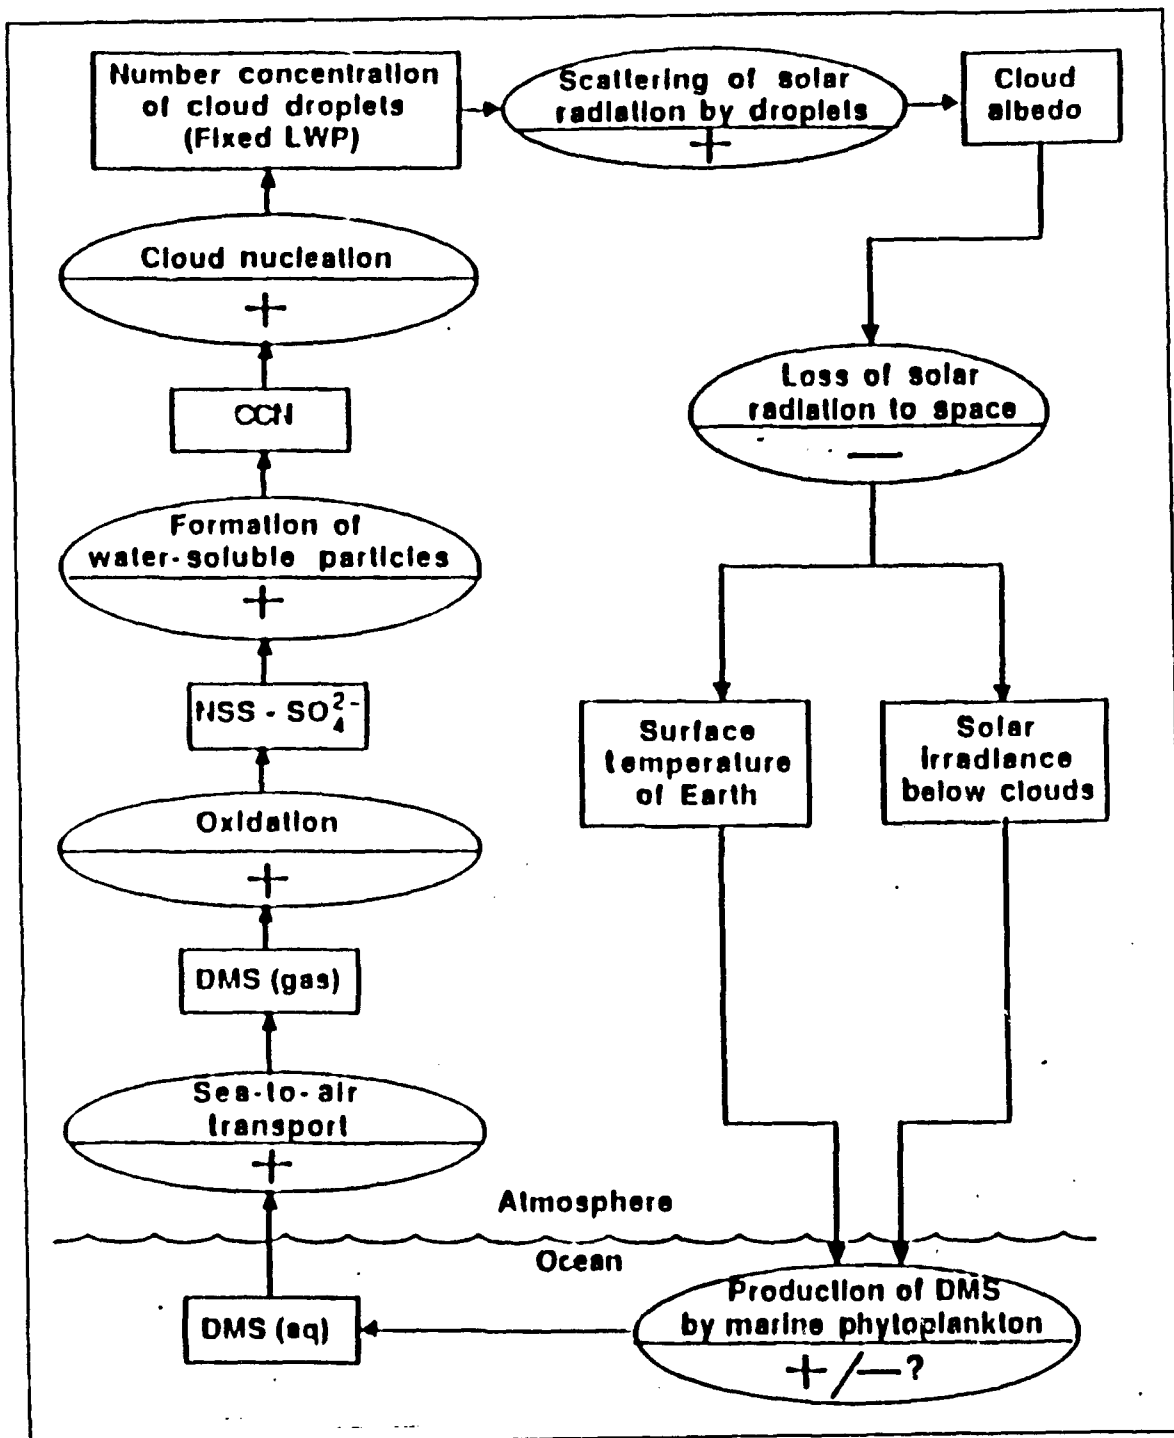 Number concentration
of cloud droplets
(Fixed LWP)
Scattering of solar
radiation by droplets
+
Cloud
albedo
Cloud nucleation
+
CCN
Loss of solar
radiation to space
—
Formation of
water-soluble particles
+
NSS - SO₄²⁻
Surface
temperature
of Earth
Solar
irradiance
below clouds
Oxidation
+
DMS (gas)
Sea-to-air
transport
+
Atmosphere
Ocean
DMS (aq)
Production of DMS
by marine phytoplankton
+/—?